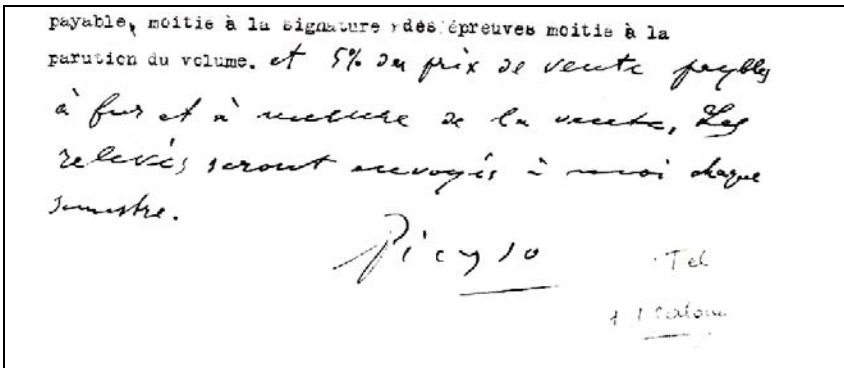 payable, moitié à la signature des épreuves moitié à la
parution du volume. et 5% du prix de vente payables
à fur et à mesure de la vente. Les
relevés seront envoyés à moi chaque
semestre.
Picasso
Tel